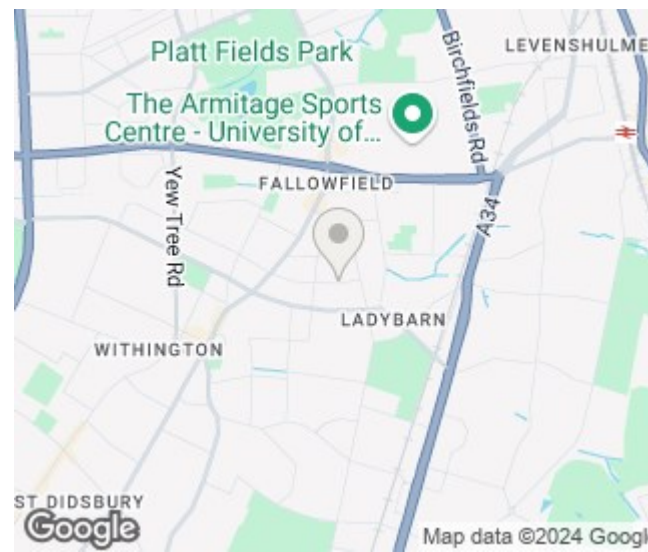 Platt Fields Park
Birchfields Rd
LEVENSHULME
The Armitage Sports
Centre - University of...
Yew Tree Rd
FALLOWFIELD
A34
LADYBARN
WITHINGTON
ST DIDSBURY
Google
Map data ©2024 Googl